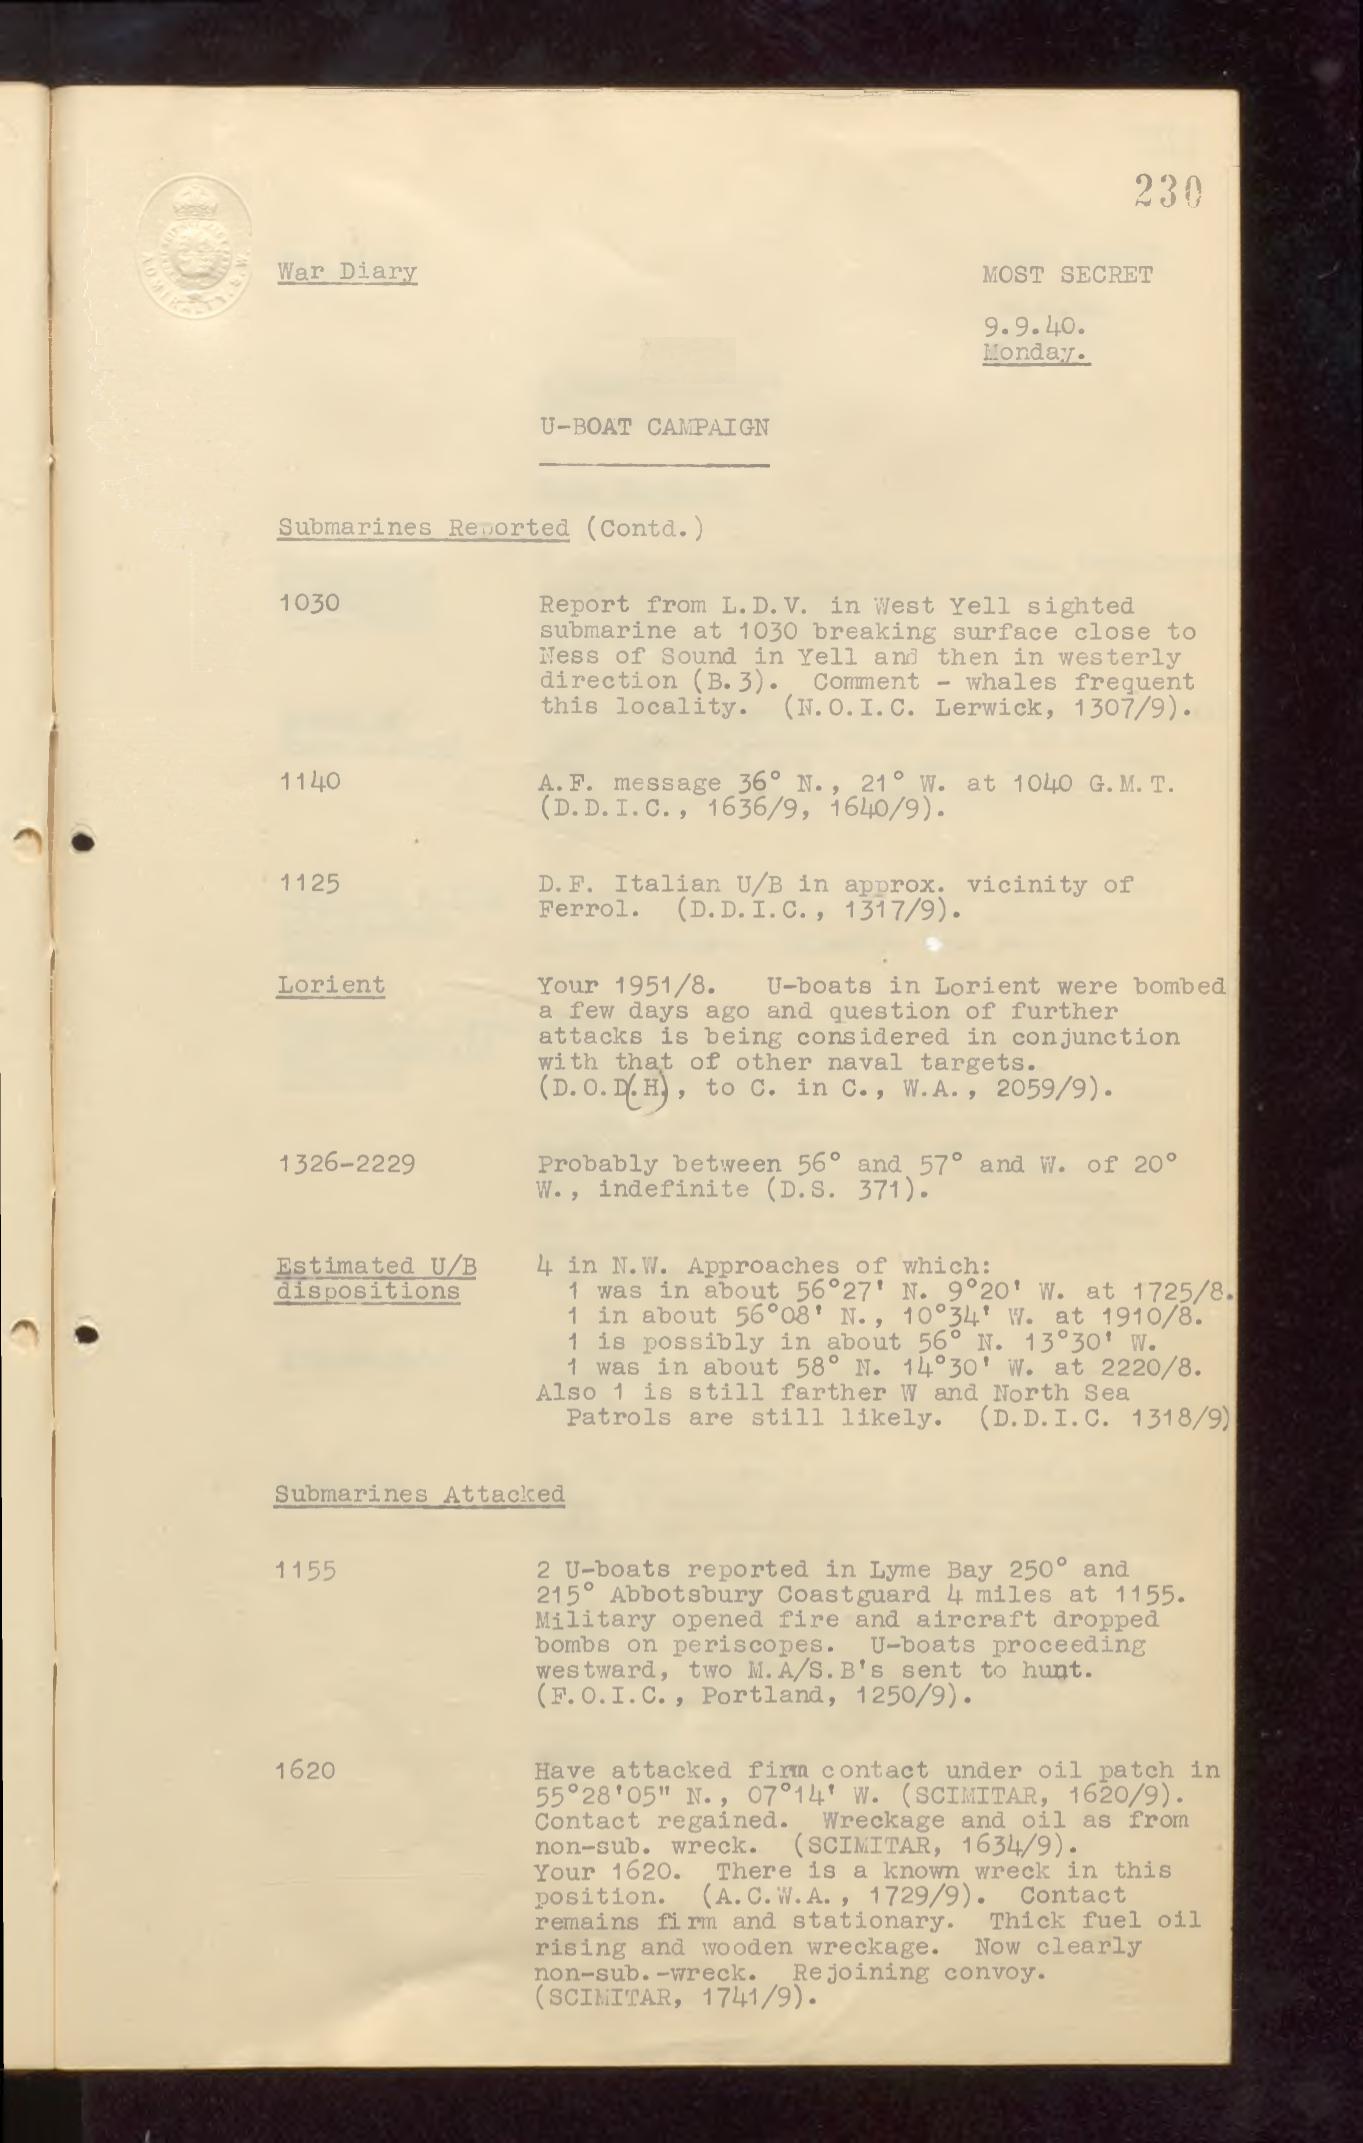 230
ADMIRALTY. S.W.
War Diary
MOST SECRET
9.9.40.
Monday.
U-BOAT CAMPAIGN
Submarines Reported (Contd.)
1030
Report from L.D.V. in West Yell sighted
submarine at 1030 breaking surface close to
Ness of Sound in Yell and then in westerly
direction (B.3). Comment - whales frequent
this locality. (N.O.I.C. Lerwick, 1307/9).
1140
A.F. message 36° N., 21° W. at 1040 G.M.T.
(D.D.I.C., 1636/9, 1640/9).
1125
D.F. Italian U/B in approx. vicinity of
Ferrol. (D.D.I.C., 1317/9).
Lorient
Your 1951/8. U-boats in Lorient were bombed
a few days ago and question of further
attacks is being considered in conjunction
with that of other naval targets.
(D.O.D(.H), to C. in C., W.A., 2059/9).
1326-2229
Probably between 56° and 57° and W. of 20°
W., indefinite (D.S. 371).
Estimated U/B
dispositions
4 in N.W. Approaches of which:
1 was in about 56°27' N. 9°20' W. at 1725/8.
1 in about 56°08' N., 10°34' W. at 1910/8.
1 is possibly in about 56° N. 13°30' W.
1 was in about 58° N. 14°30' W. at 2220/8.
Also 1 is still farther W and North Sea
Patrols are still likely. (D.D.I.C. 1318/9)
Submarines Attacked
1155
2 U-boats reported in Lyme Bay 250° and
215° Abbotsbury Coastguard 4 miles at 1155.
Military opened fire and aircraft dropped
bombs on periscopes. U-boats proceeding
westward, two M.A/S.B's sent to hunt.
(F.O.I.C., Portland, 1250/9).
1620
Have attacked firm contact under oil patch in
55°28'05" N., 07°14' W. (SCIMITAR, 1620/9).
Contact regained. Wreckage and oil as from
non-sub. wreck. (SCIMITAR, 1634/9).
Your 1620. There is a known wreck in this
position. (A.C.W.A., 1729/9). Contact
remains firm and stationary. Thick fuel oil
rising and wooden wreckage. Now clearly
non-sub.-wreck. Rejoining convoy.
(SCIMITAR, 1741/9).